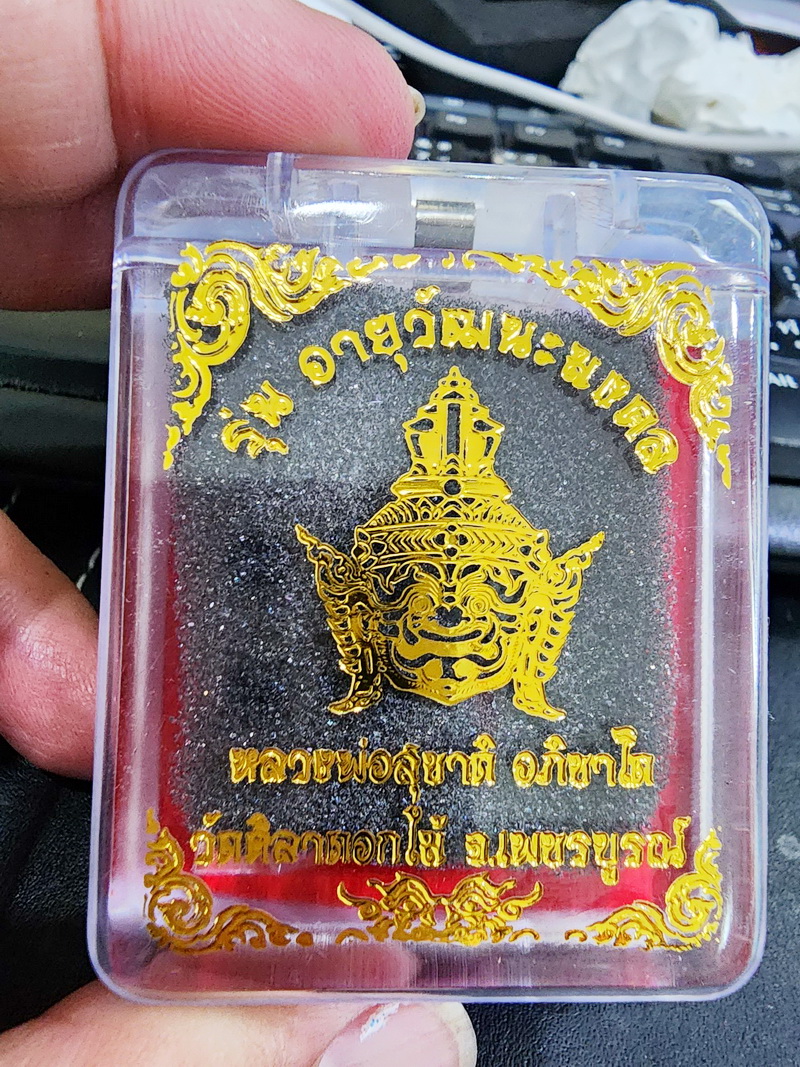 รุ่น อายุวัฒนะมงคล
หลวงพ่อสุชาติ อภิชาโต
วัดศิลาดอกไม้ จ.เพชรบูรณ์